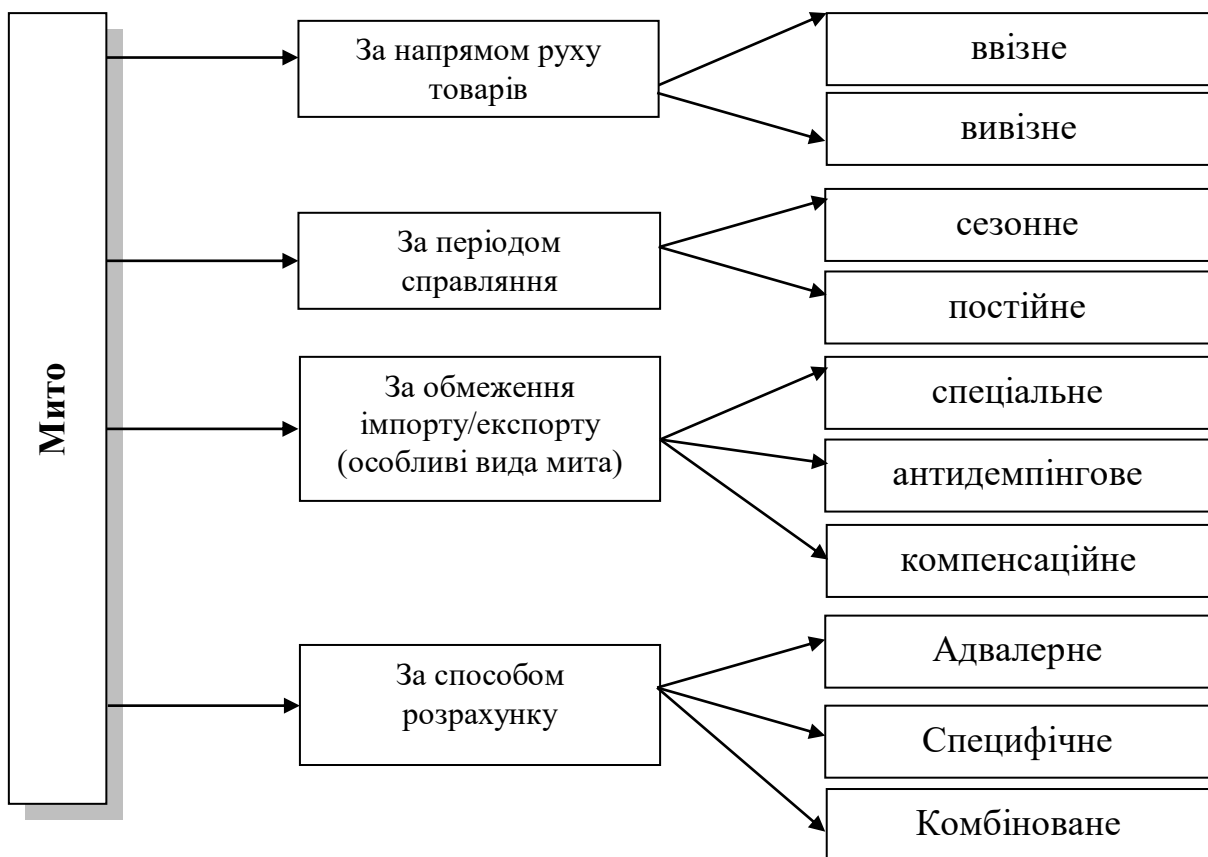 Мито
За напрямом руху
товарів
ввізне
вивізне
За періодом
справляння
сезонне
постійне
За обмеження
імпорту/експорту
(особливі вида мита)
спеціальне
антидемпінгове
компенсаційне
За способом
розрахунку
Адвалерне
Специфічне
Комбіноване